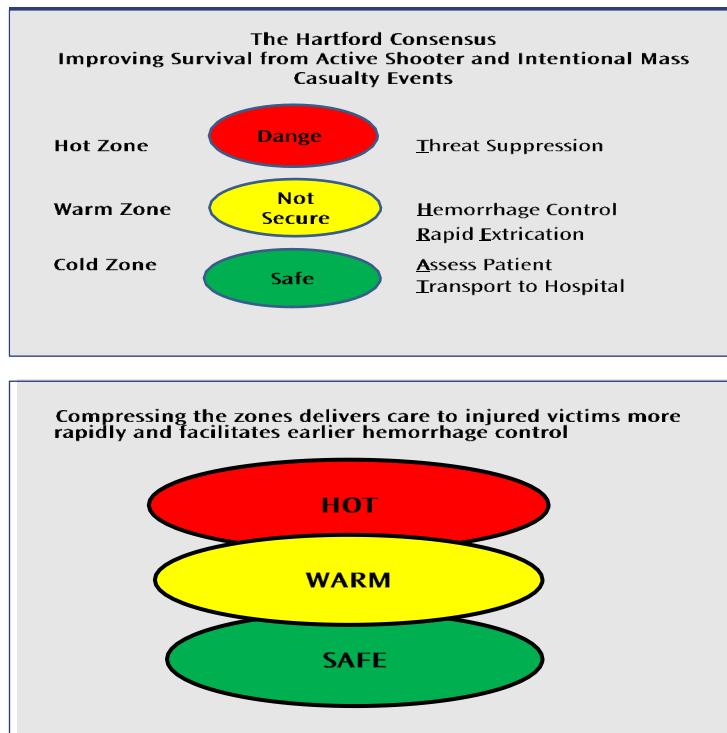 The Hartford Consensus
Improving Survival from Active Shooter and Intentional Mass
Casualty Events
Hot Zone
Dange
Threat Suppression
Warm Zone
Not
Secure
Hemorrhage Control
Rapid Extrication
Cold Zone
Safe
Assess Patient
Transport to Hospital
Compressing the zones delivers care to injured victims more
rapidly and facilitates earlier hemorrhage control
HOT
WARM
SAFE